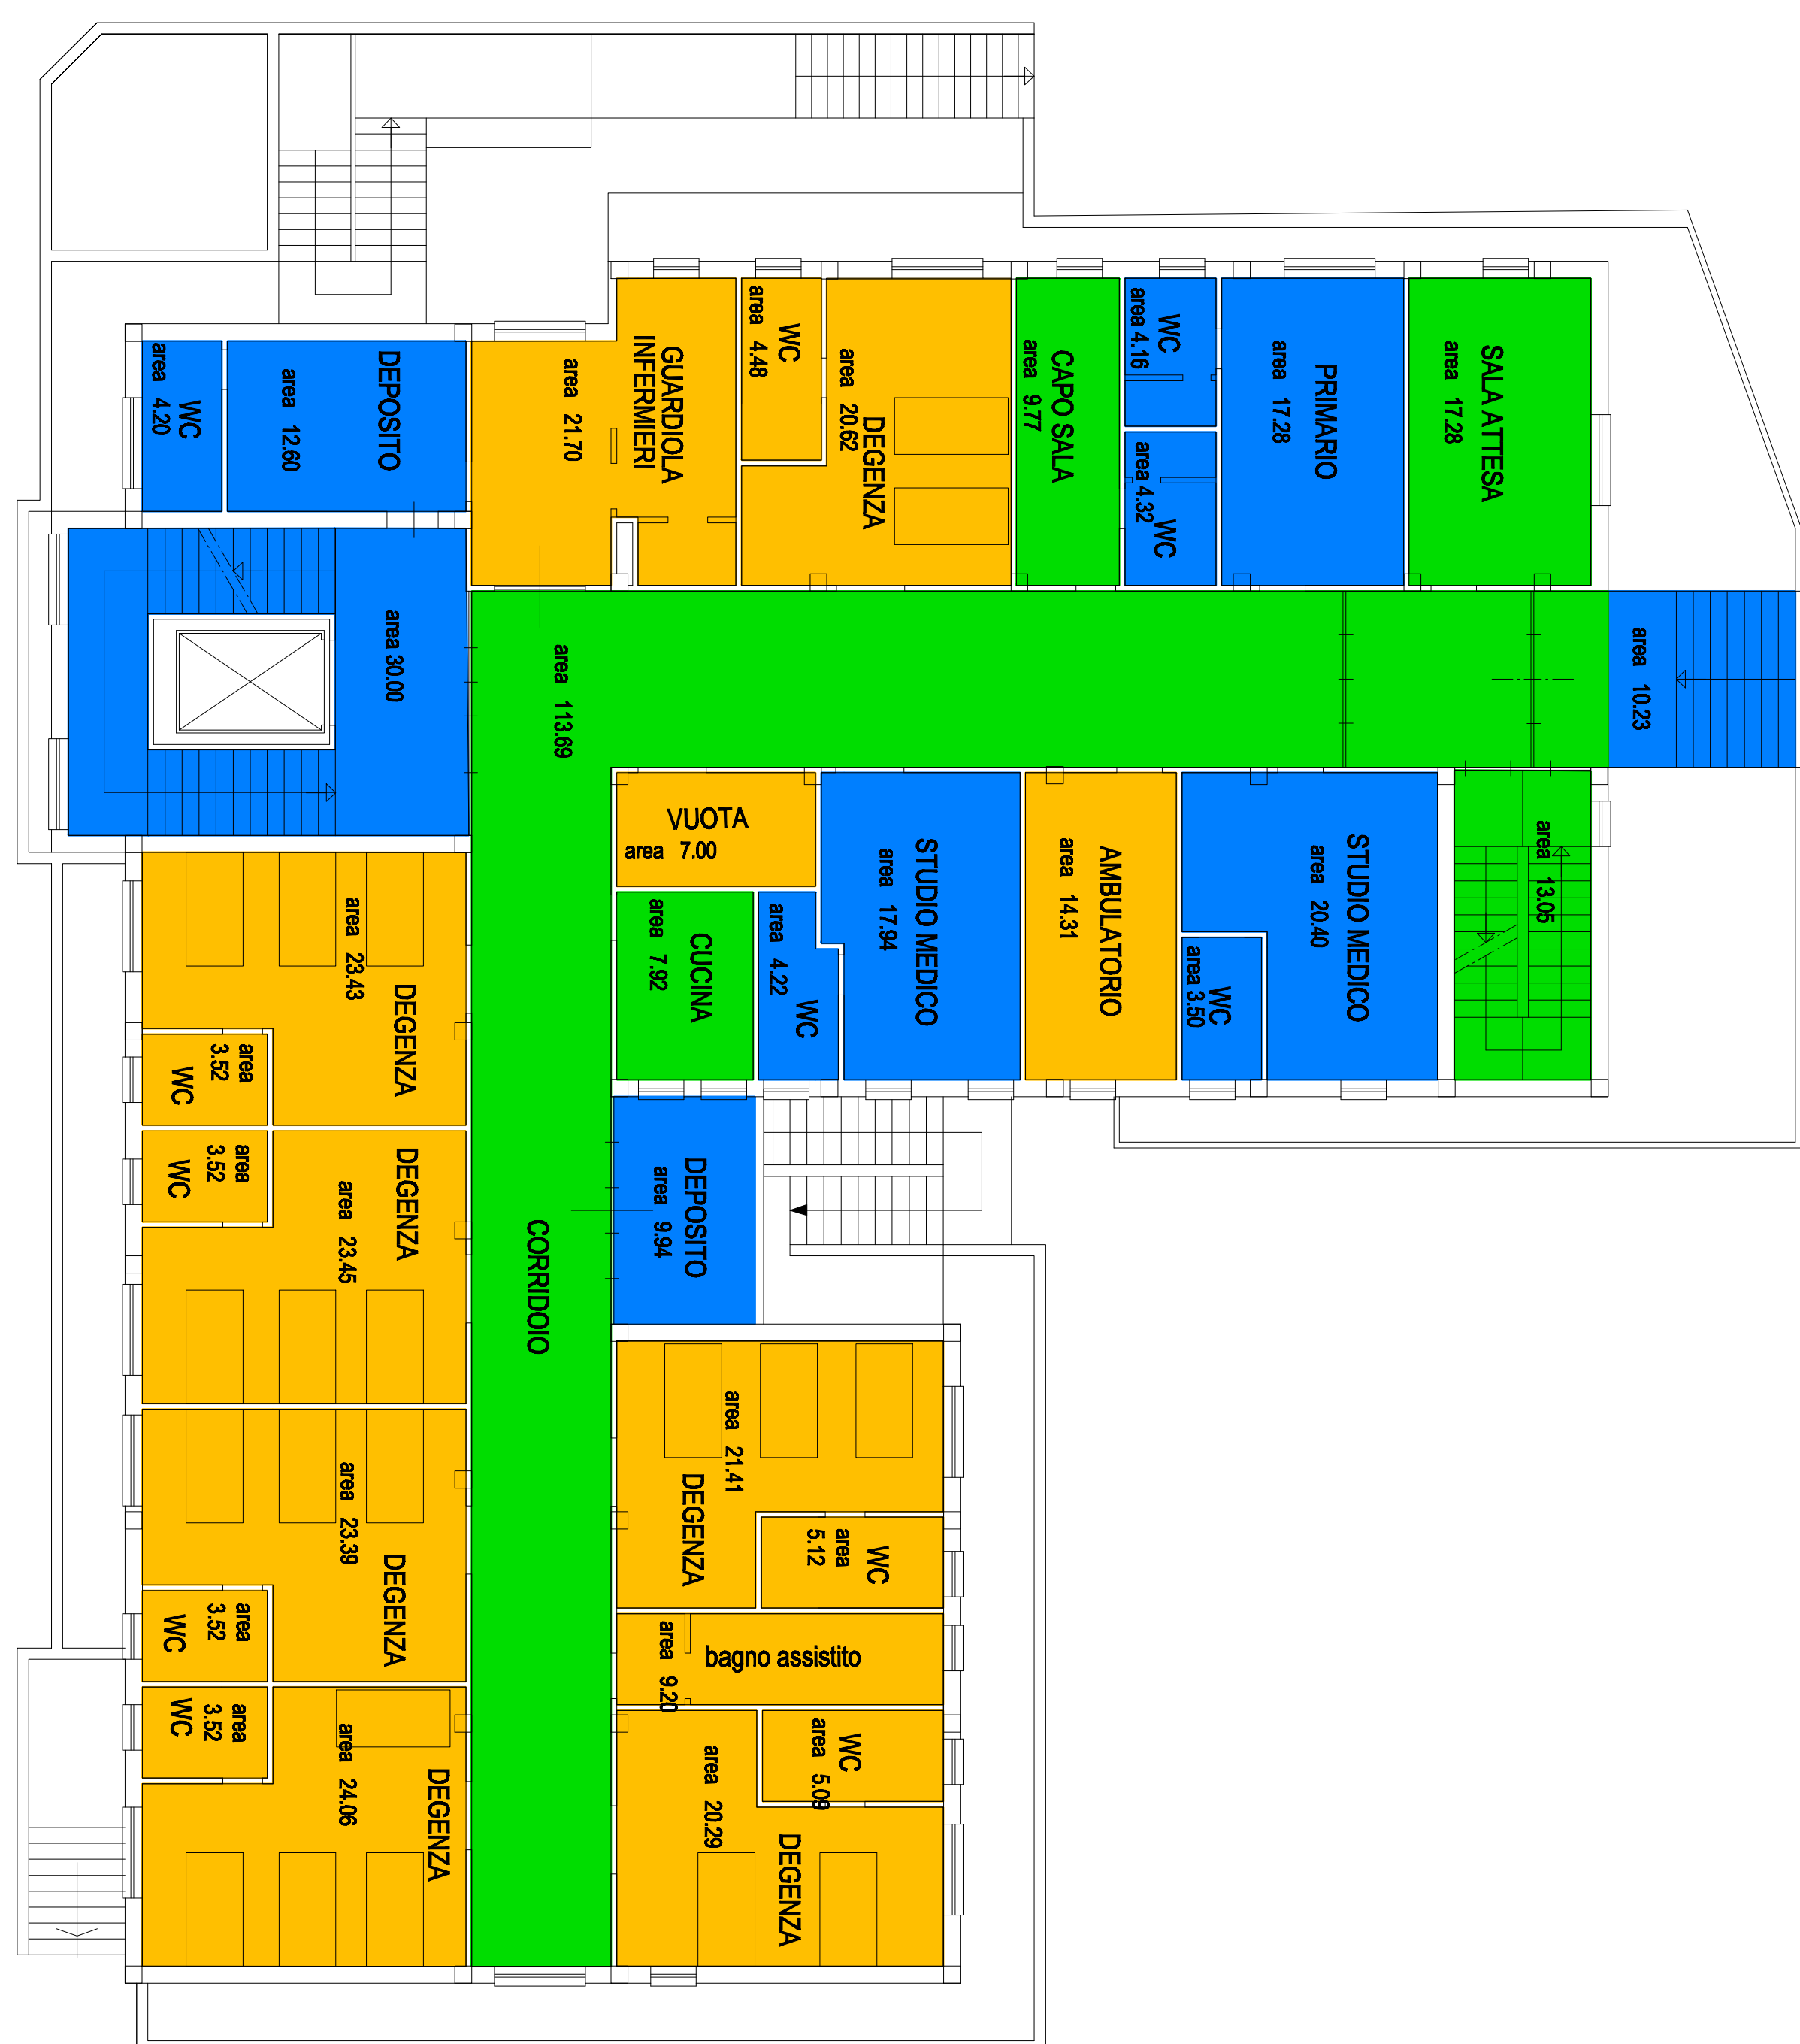 GUARDIOLA
INFERMIERI
area 21.70
WC
area 4.48
DEGENZA
area 20.62
CAPO SALA
area 9.77
WC
area 4.16
WC
area 4.32
PRIMARIO
area 17.28
SALA ATTESA
area 17.28
DEPOSITO
area 12.60
WC
area 4.20
area 30.00
area 113.69
CORRIDOIO
area 10.23
area 13.05
VUOTA
area 7.00
CUCINA
area 7.92
WC
area 4.22
STUDIO MEDICO
area 17.94
AMBULATORIO
area 14.31
WC
area 3.50
STUDIO MEDICO
area 20.40
DEPOSITO
area 9.94
DEGENZA
area 23.43
area
3.52
WC
area
3.52
WC
DEGENZA
area 23.45
DEGENZA
area 23.39
area
3.52
WC
area
3.52
WC
DEGENZA
area 24.06
DEGENZA
area 21.41
WC
area
5.12
bagno assistito
area 9.20
WC
area 5.09
DEGENZA
area 20.29